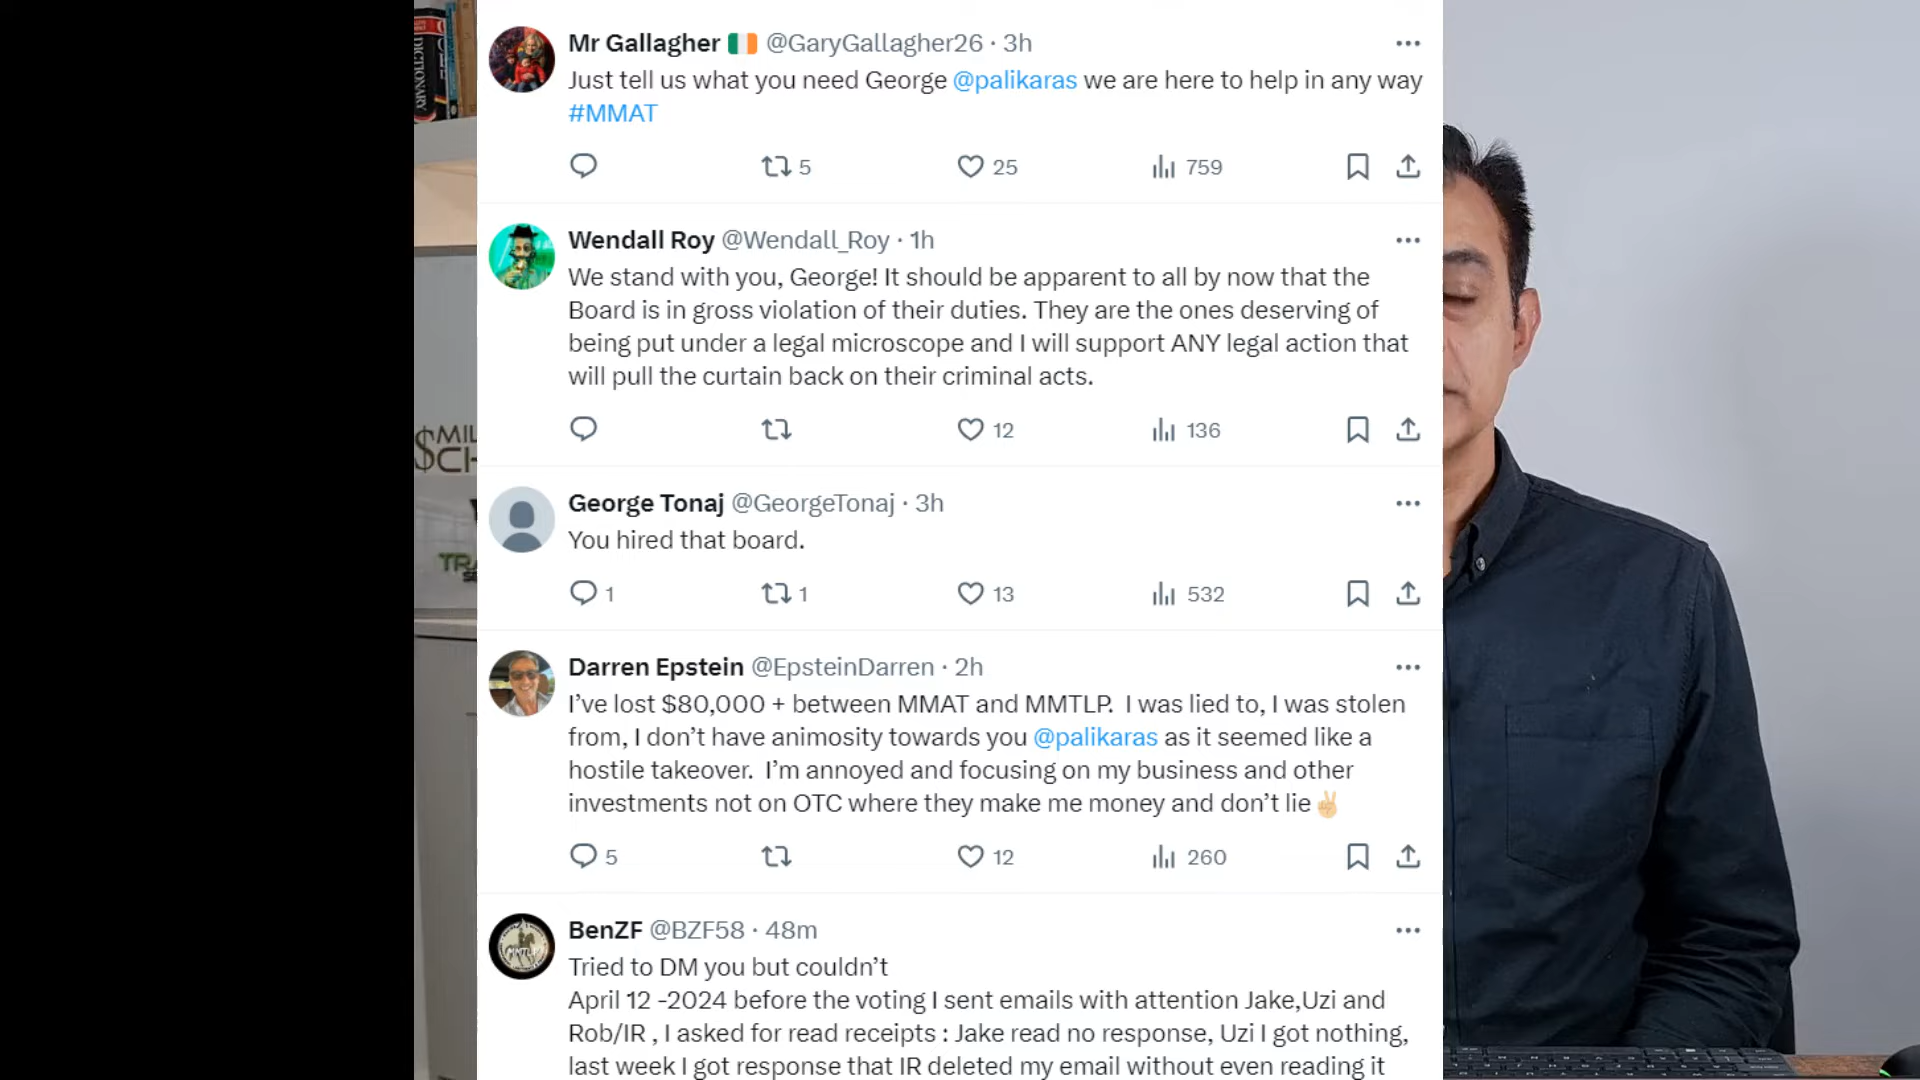 Mr Gallagher 🇮🇪 @GaryGallagher26 · 3h
Just tell us what you need George @palikaras we are here to help in any way
#MMAT
5 25 759
Wendall Roy @Wendall_Roy · 1h
We stand with you, George! It should be apparent to all by now that the
Board is in gross violation of their duties. They are the ones deserving of
being put under a legal microscope and I will support ANY legal action that
will pull the curtain back on their criminal acts.
12 136
George Tonaj @GeorgeTonaj · 3h
You hired that board.
1 1 13 532
Darren Epstein @EpsteinDarren · 2h
I’ve lost $80,000 + between MMAT and MMTLP. I was lied to, I was stolen
from, I don’t have animosity towards you @palikaras as it seemed like a
hostile takeover. I’m annoyed and focusing on my business and other
investments not on OTC where they make me money and don’t lie✌🏼
5 12 260
BenZF @BZF58 · 48m
Tried to DM you but couldn’t
April 12 -2024 before the voting I sent emails with attention Jake,Uzi and
Rob/IR , I asked for read receipts : Jake read no response, Uzi I got nothing,
last week I got response that IR deleted my email without even reading it
DICTIONARY
$MIL
CH
TRA